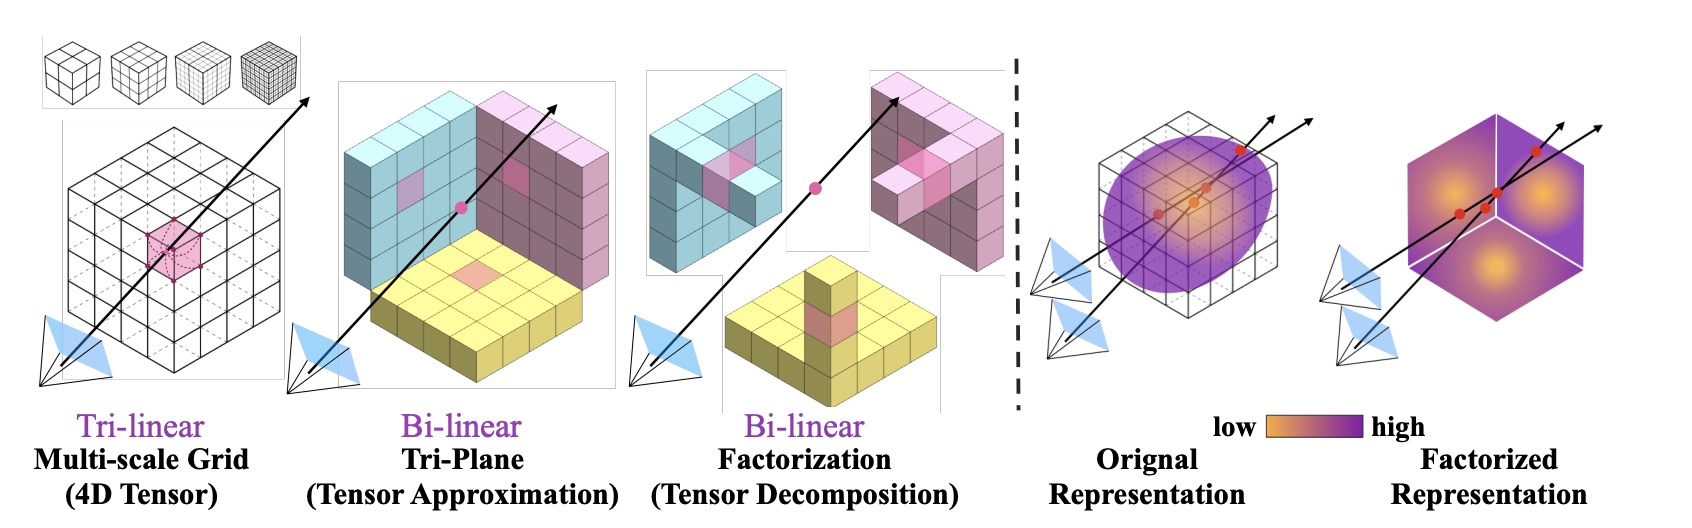 Tri-linear
Multi-scale Grid
(4D Tensor)
Bi-linear
Tri-Plane
(Tensor Approximation)
Bi-linear
Factorization
(Tensor Decomposition)
low
high
Orignal
Representation
Factorized
Representation